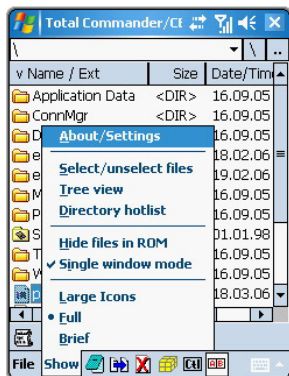 Total Commander/CE
\ \ ..
v Name / Ext Size Date/Tim
Application Data <DIR> 16.09.05
ConnMgr <DIR> 16.09.05
D 16.09.05
About/Settings
e 18.02.06
Select/unselect files
e 19.02.06
Tree view
M 16.09.05
Directory hotlist
P 16.09.05
S 01.01.98
Hide files in ROM
T 16.09.05
Single window mode
16.09.05
Large Icons
p 18.03.06
Full
Brief
File Show Ctl AB